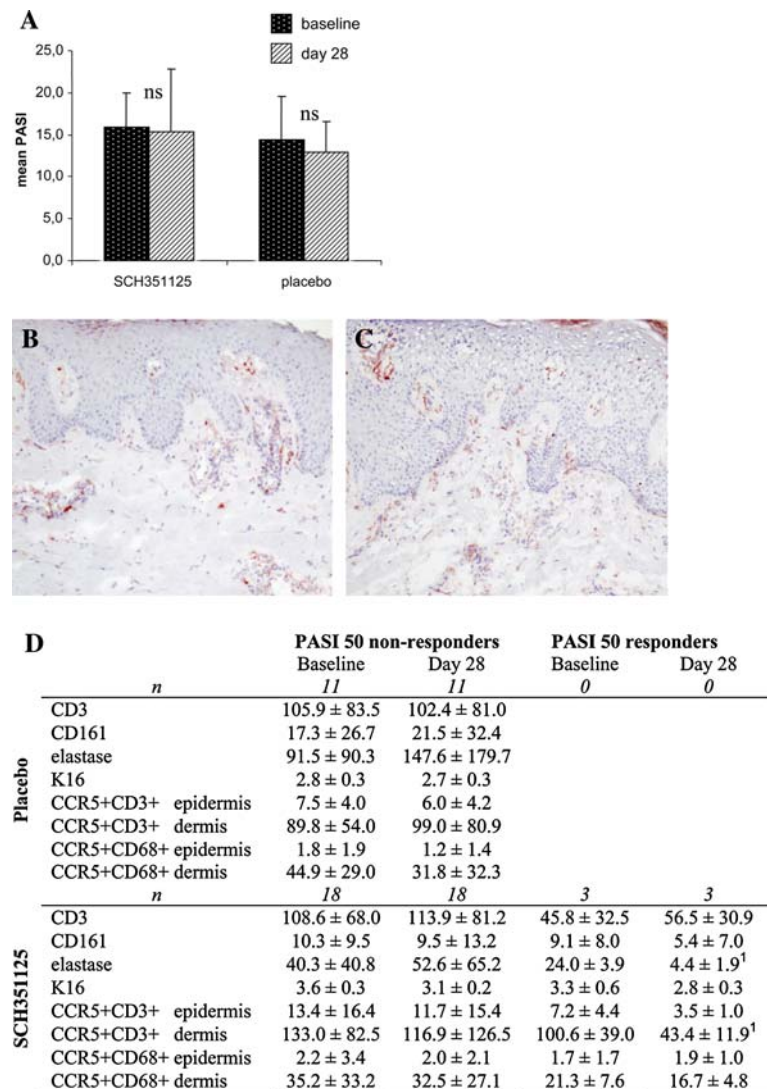 A
baseline
day 28
25,0
20,0
15,0
10,0
5,0
0,0
mean PASI
ns
ns
SCH351125 placebo
B
C
D
PASI 50 non-responders PASI 50 responders
Baseline Day 28 Baseline Day 28
n 11 11 0 0
Placebo
CD3 105.9 ± 83.5 102.4 ± 81.0
CD161 17.3 ± 26.7 21.5 ± 32.4
elastase 91.5 ± 90.3 147.6 ± 179.7
K16 2.8 ± 0.3 2.7 ± 0.3
CCR5+CD3+ epidermis 7.5 ± 4.0 6.0 ± 4.2
CCR5+CD3+ dermis 89.8 ± 54.0 99.0 ± 80.9
CCR5+CD68+ epidermis 1.8 ± 1.9 1.2 ± 1.4
CCR5+CD68+ dermis 44.9 ± 29.0 31.8 ± 32.3
n 18 18 3 3
SCH351125
CD3 108.6 ± 68.0 113.9 ± 81.2 45.8 ± 32.5 56.5 ± 30.9
CD161 10.3 ± 9.5 9.5 ± 13.2 9.1 ± 8.0 5.4 ± 7.0
elastase 40.3 ± 40.8 52.6 ± 65.2 24.0 ± 3.9 4.4 ± 1.9¹
K16 3.6 ± 0.3 3.1 ± 0.2 3.3 ± 0.6 2.8 ± 0.3
CCR5+CD3+ epidermis 13.4 ± 16.4 11.7 ± 15.4 7.2 ± 4.4 3.5 ± 1.0
CCR5+CD3+ dermis 133.0 ± 82.5 116.9 ± 126.5 100.6 ± 39.0 43.4 ± 11.9¹
CCR5+CD68+ epidermis 2.2 ± 3.4 2.0 ± 2.1 1.7 ± 1.7 1.9 ± 1.0
CCR5+CD68+ dermis 35.2 ± 33.2 32.5 ± 27.1 21.3 ± 7.6 16.7 ± 4.8